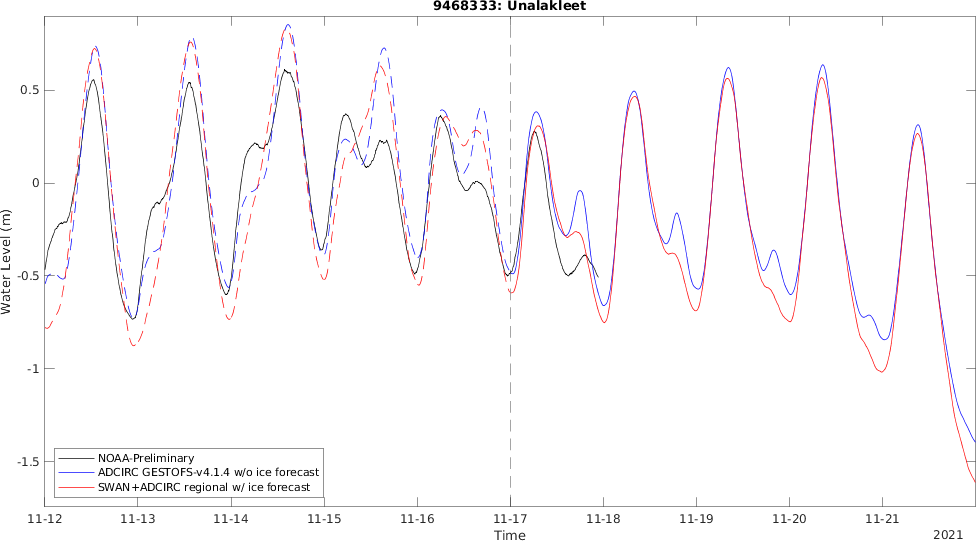 9468333: Unalakleet
Water Level (m)
0.5
0
-0.5
-1
-1.5
NOAA-Preliminary
ADCIRC GESTOFS-v4.1.4 w/o ice forecast
SWAN+ADCIRC regional w/ ice forecast
11-12 11-13 11-14 11-15 11-16 11-17 11-18 11-19 11-20 11-21
Time
2021